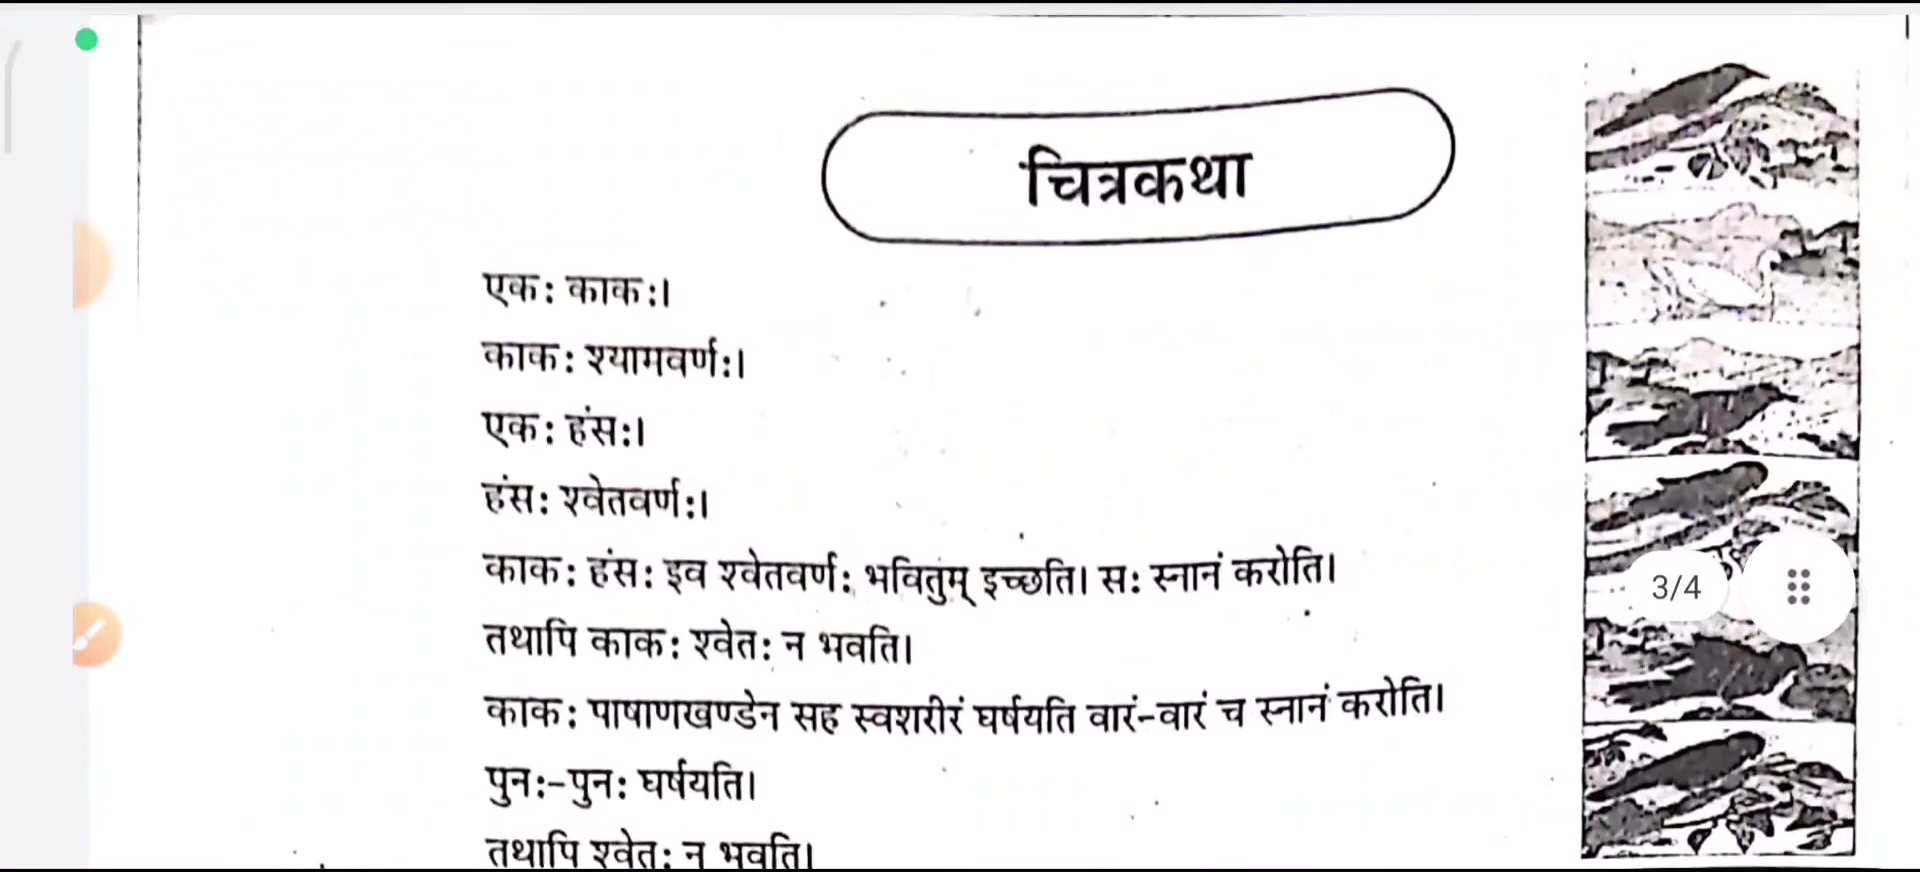 चित्रकथा
एकः काकः।
काकः श्यामवर्णः।
एकः हंसः।
हंसः श्वेतवर्णः।
काकः हंसः इव श्वेतवर्णः भवितुम् इच्छति। सः स्नानं करोति।
तथापि काकः श्वेतः न भवति।
काकः पाषाणखण्डेन सह स्वशरीरं घर्षयति वारं-वारं च स्नानं करोति।
पुनः-पुनः घर्षयति।
तथापि श्वेतः न भवति।
3/4